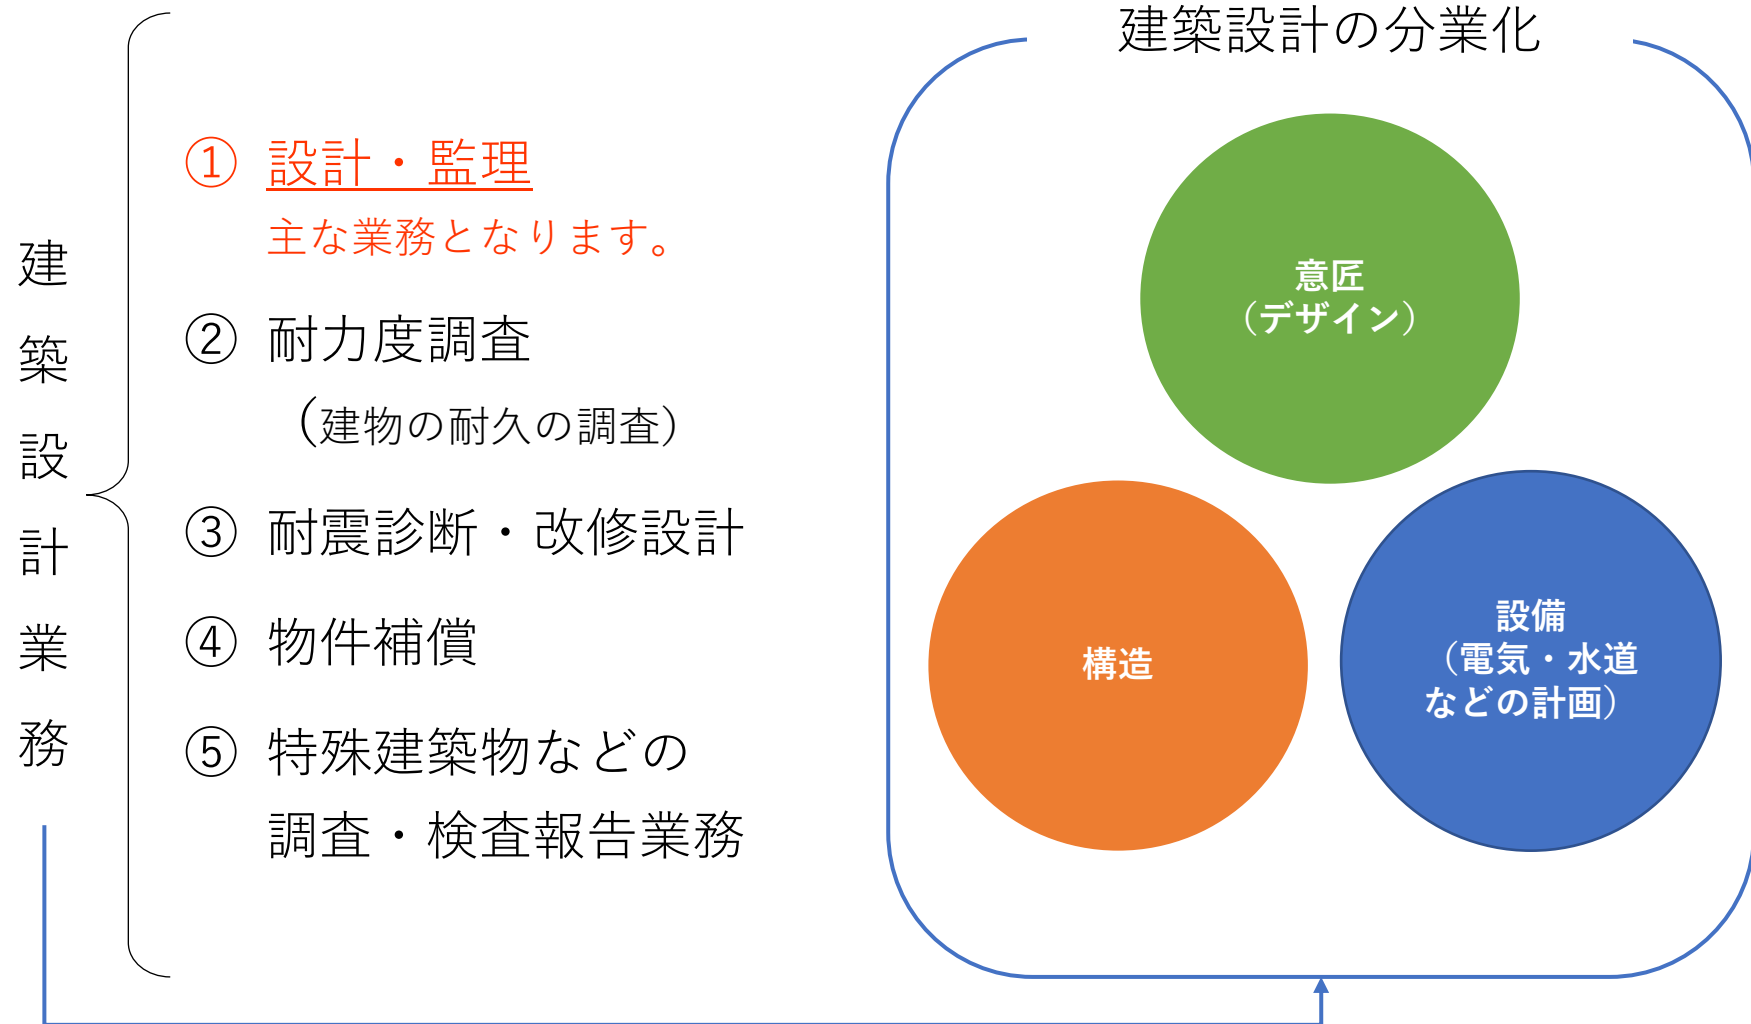 建築設計業務
① 設計・監理
主な業務となります。
② 耐力度調査
（建物の耐久の調査）
③ 耐震診断・改修設計
④ 物件補償
⑤ 特殊建築物などの
調査・検査報告業務
建築設計の分業化
意匠
（デザイン）
構造
設備
（電気・水道
などの計画）